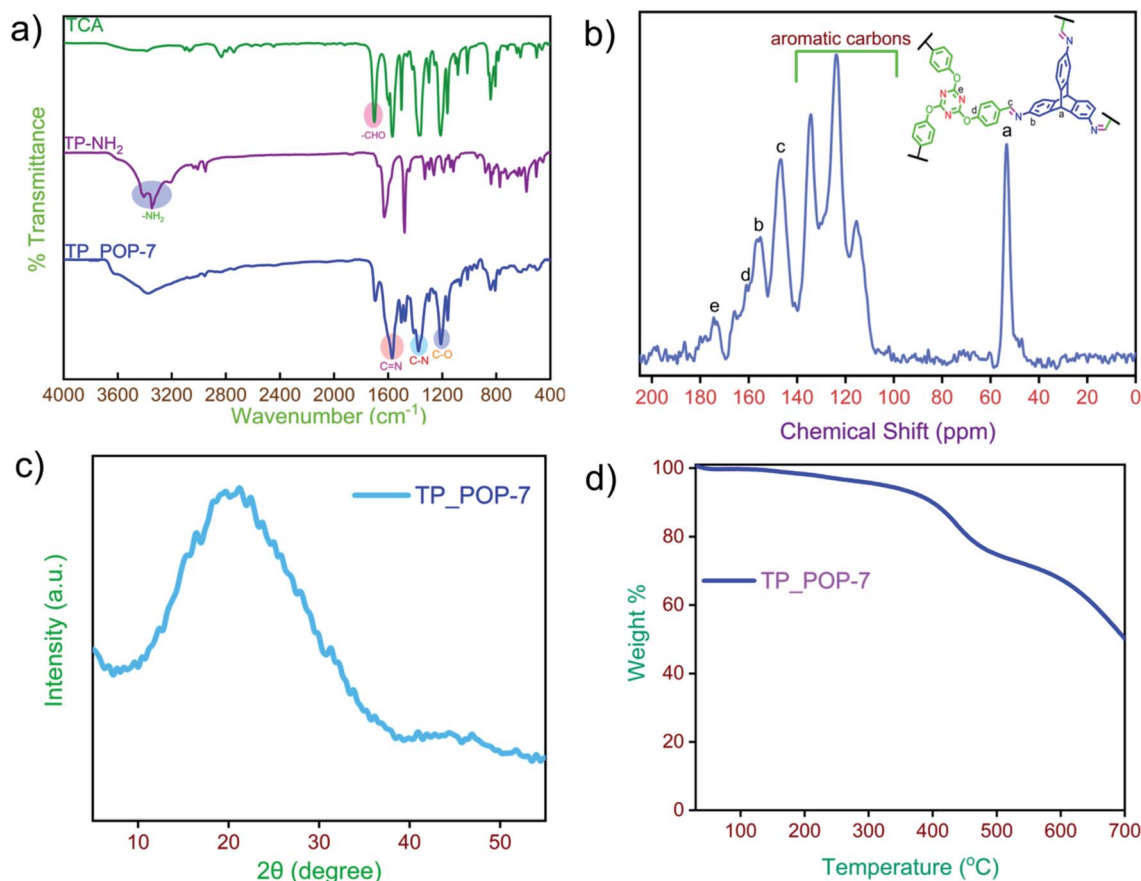 a)
TCA
-CHO
TP-NH₂
-NH₂
TP_POP-7
C=N
C-N
C-O
% Transmittance
4000 3200 2400 1600 1200 800 400
Wavenumber (cm⁻¹)
b)
aromatic carbons
a
b
c
d
e
O
N
N
N
O
O
e
d
c
N
b
a
N
N
200 180 160 140 120 100 80 60 40 20 0
Chemical Shift (ppm)
c)
TP_POP-7
Intensity (a.u.)
10 20 30 40 50
2θ (degree)
d)
TP_POP-7
Weight %
100
80
60
40
20
0
100 200 300 400 500 600 700
Temperature (°C)